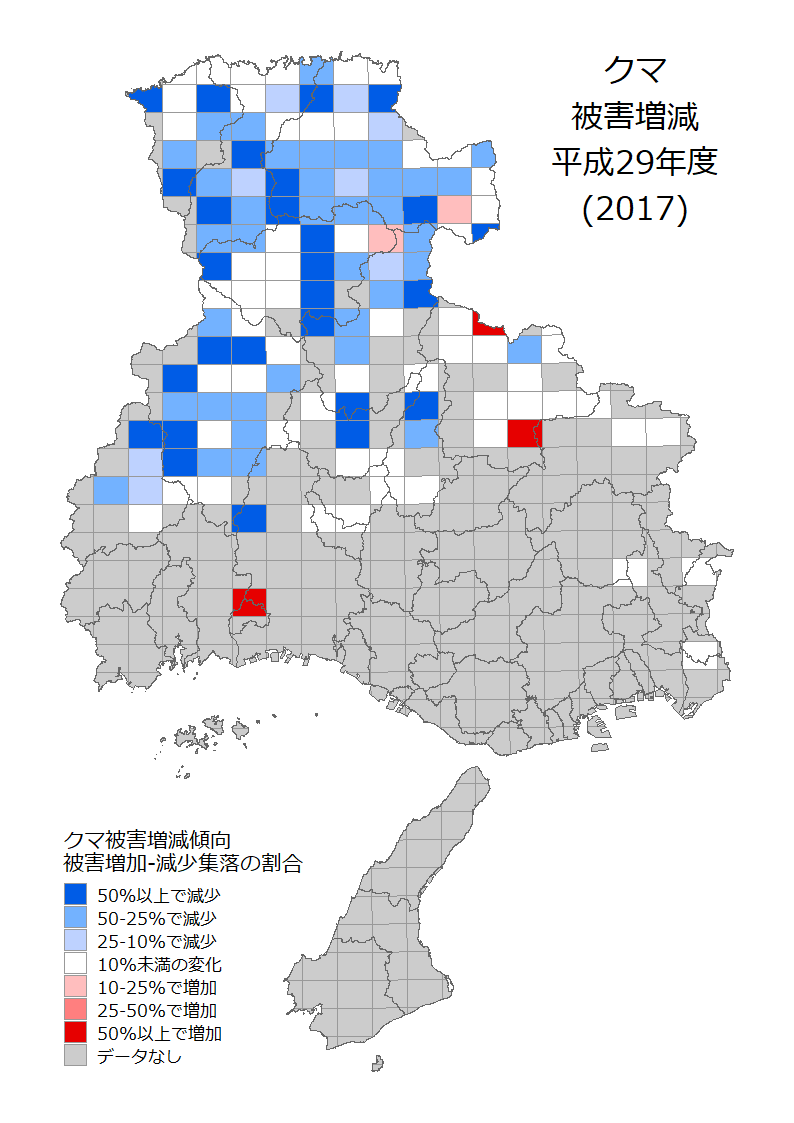 クマ
被害増減
平成29年度
(2017)
クマ被害増減傾向
被害増加-減少集落の割合
50%以上で減少
50-25%で減少
25-10%で減少
10%未満の変化
10-25%で増加
25-50%で増加
50%以上で増加
データなし